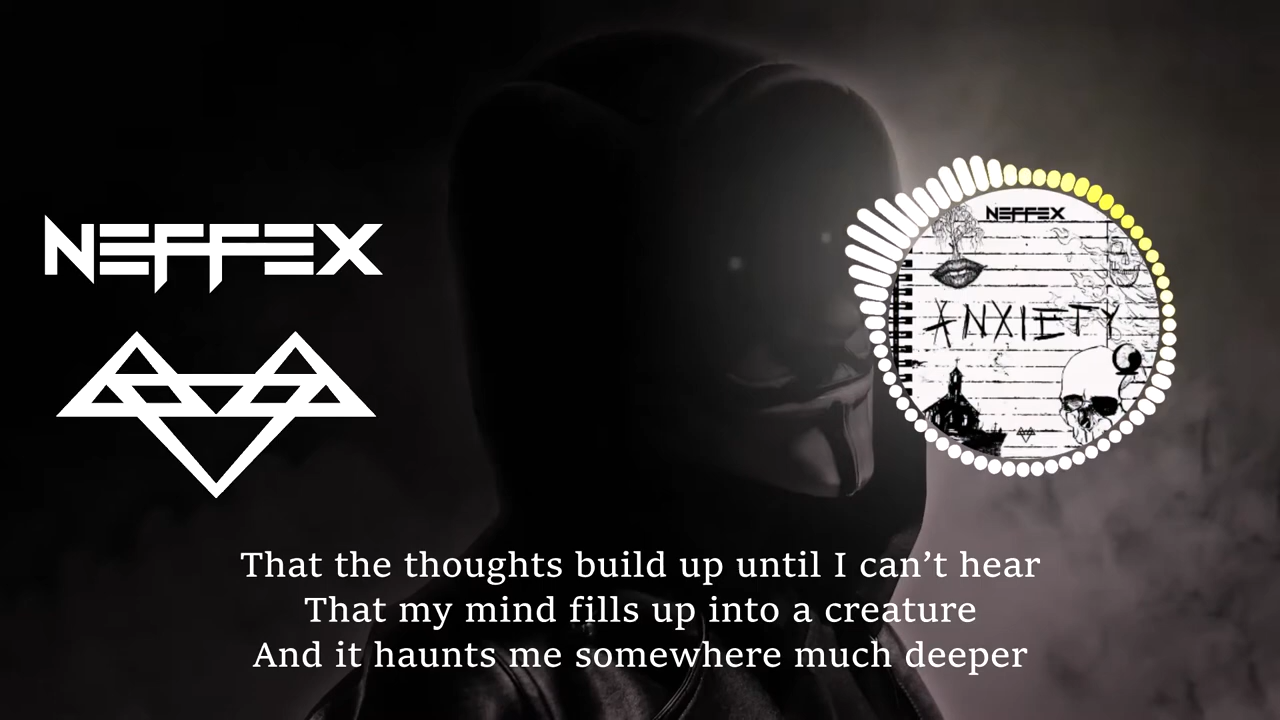 NEFFEX
NEFFEX
ANXIETY
That the thoughts build up until I can’t hear
That my mind fills up into a creature
And it haunts me somewhere much deeper